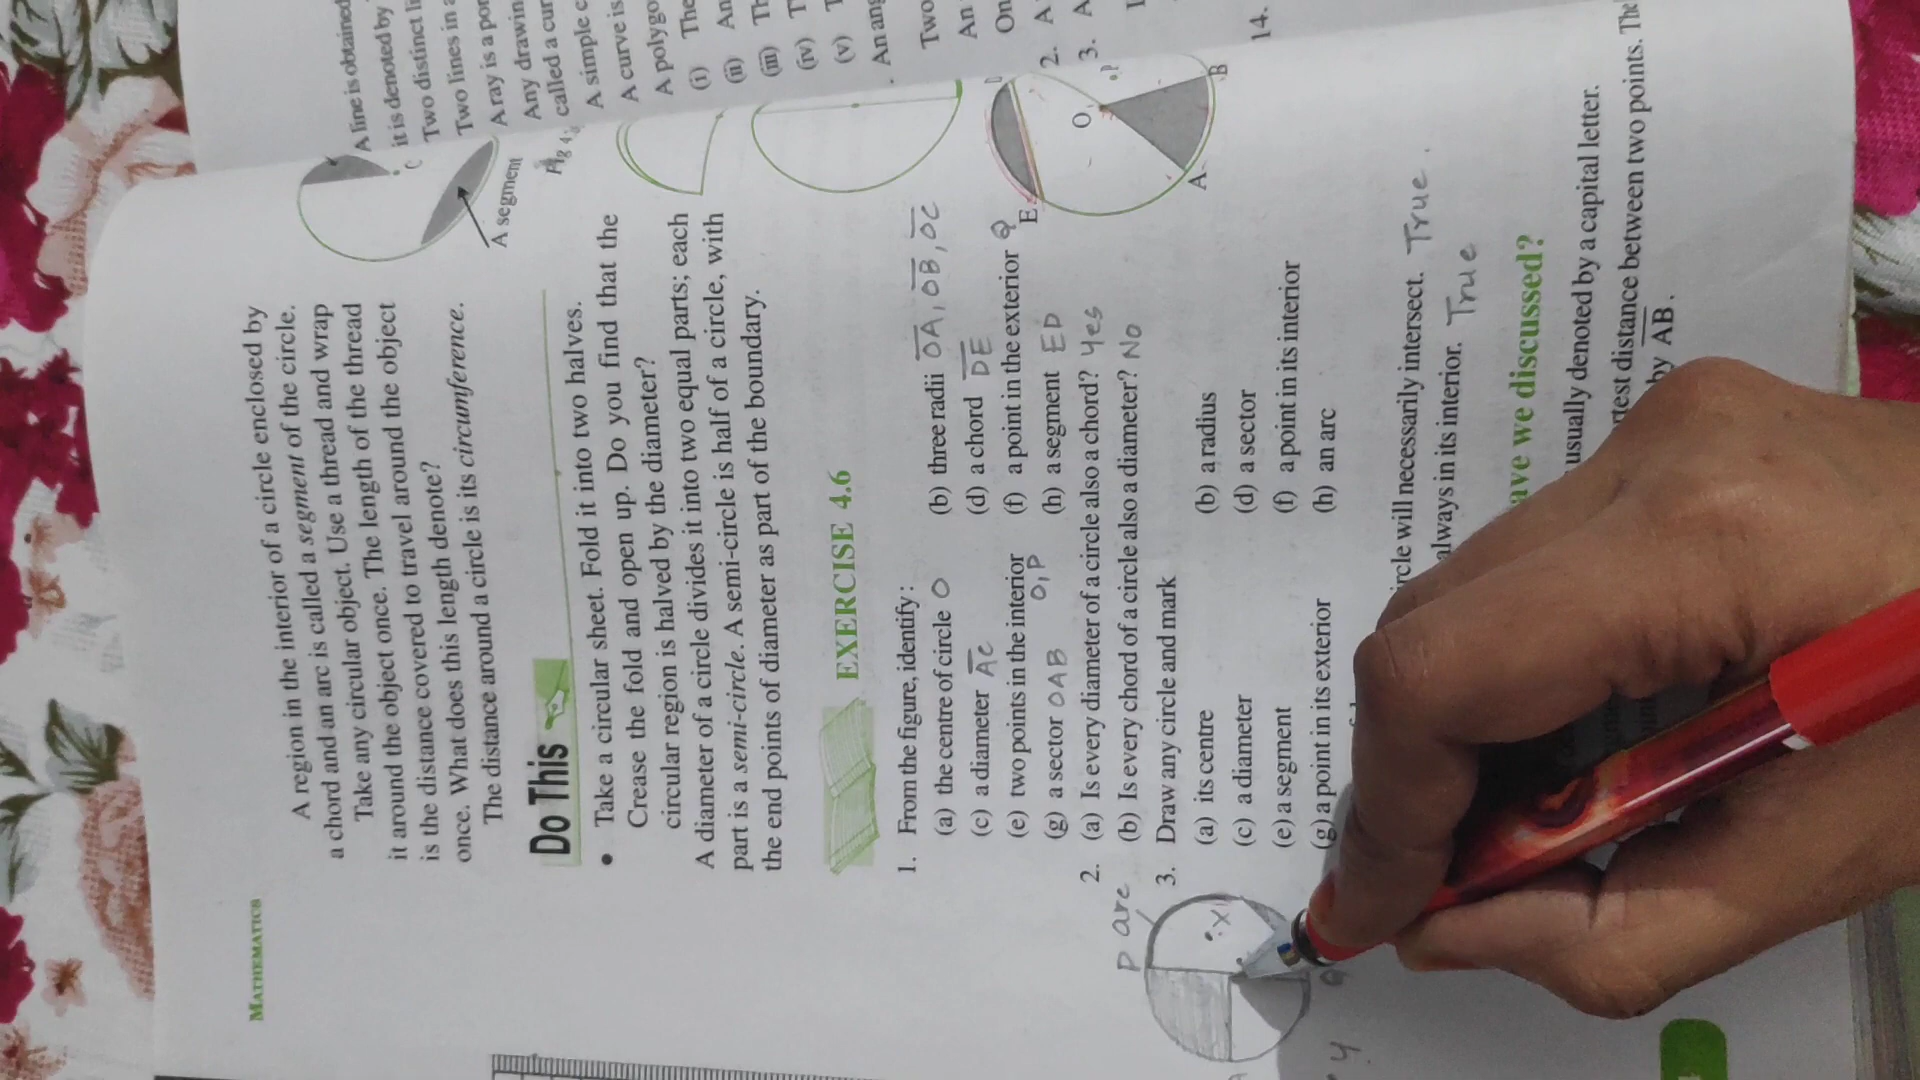 MATHEMATICS
A region in the interior of a circle enclosed by
a chord and an arc is called a segment of the circle.
Take any circular object. Use a thread and wrap
it around the object once. The length of the thread
is the distance covered to travel around the object
once. What does this length denote?
The distance around a circle is its circumference.
C
A segment
Do This
• Take a circular sheet. Fold it into two halves.
Crease the fold and open up. Do you find that the
circular region is halved by the diameter?
A diameter of a circle divides it into two equal parts; each
part is a semi-circle. A semi-circle is half of a circle, with
the end points of diameter as part of the boundary.
EXERCISE 4.6
1. From the figure, identify :
(a) the centre of circle O (b) three radii OA, OB, OC
(c) a diameter AC (d) a chord DE
(e) two points in the interior (f) a point in the exterior Q
O,P
(g) a sector OAB (h) a segment ED
2. (a) Is every diameter of a circle also a chord? Yes
(b) Is every chord of a circle also a diameter? No
3. Draw any circle and mark
(a) its centre (b) a radius
(c) a diameter (d) a sector
(e) a segment (f) a point in its interior
(g) a point in its exterior (h) an arc
circle will necessarily intersect. True.
always in its interior. True
ave we discussed?
usually denoted by a capital letter.
distance between two points. The
by AB.
E
O
P
A
B
P arc
X
y
A line is obtained
it is denoted by
Two distinct
Two lines in
A ray is a
Any
called a
A simple
A curve is
A
(i) The
(ii) An
(iii)
(iv)
(v)
An
Two
An
On
2. A
3. A
14.